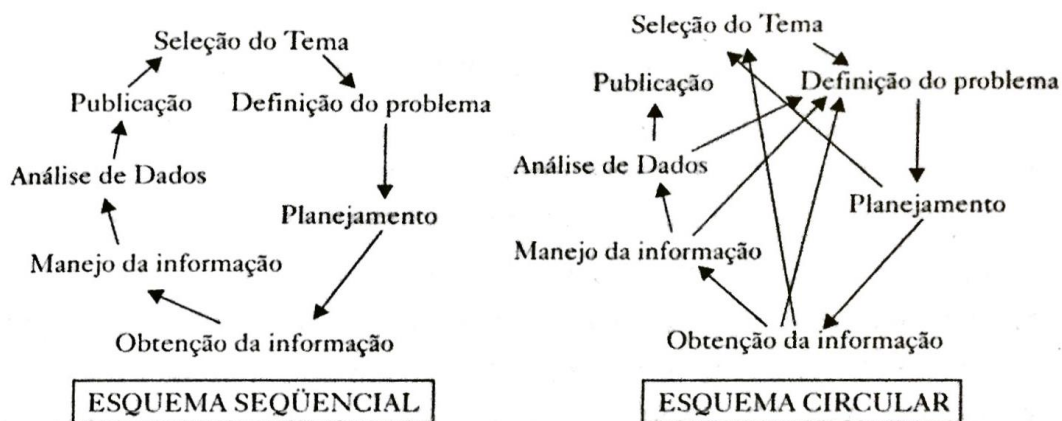 Seleção do Tema
Publicação
Definição do problema
Análise de Dados
Planejamento
Manejo da informação
Obtenção da informação
ESQUEMA SEQÜENCIAL
Seleção do Tema
Publicação
Definição do problema
Análise de Dados
Planejamento
Manejo da informação
Obtenção da informação
ESQUEMA CIRCULAR